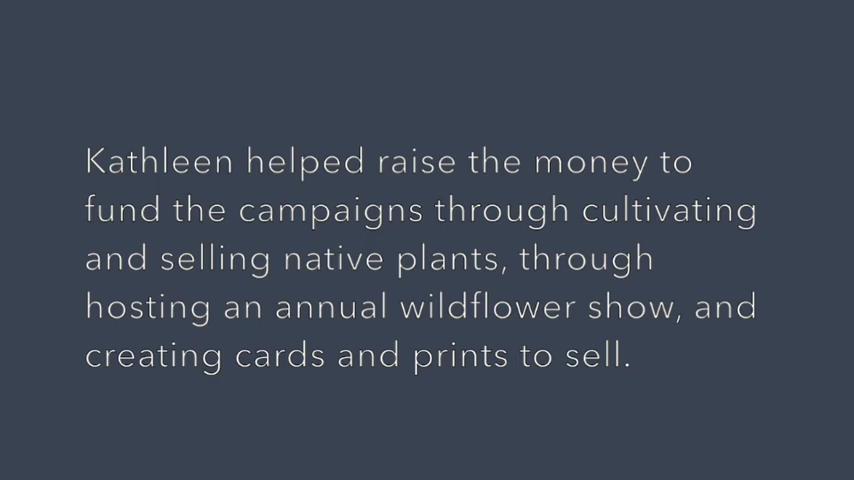 Kathleen helped raise the money to
fund the campaigns through cultivating
and selling native plants, through
hosting an annual wildflower show, and
creating cards and prints to sell.